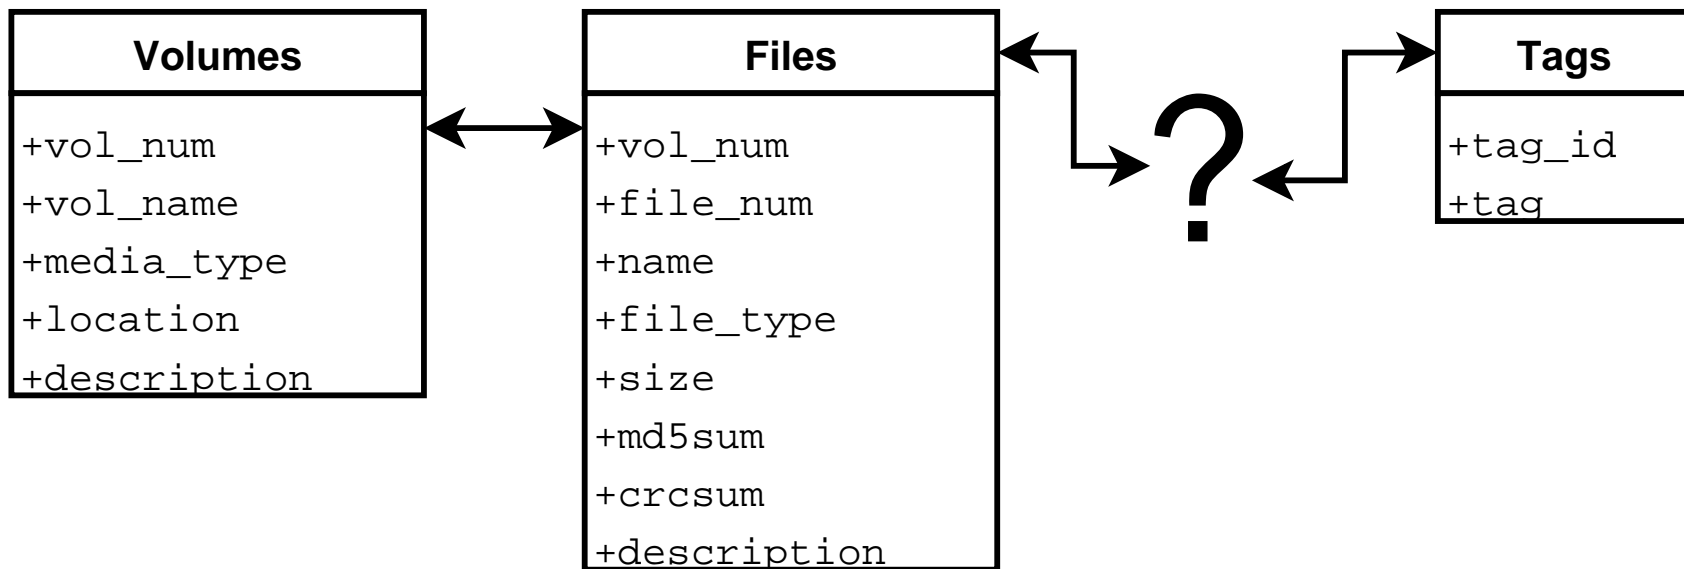 Volumes
+vol_num
+vol_name
+media_type
+location
+description
Files
+vol_num
+file_num
+name
+file_type
+size
+md5sum
+crcsum
+description
?
Tags
+tag_id
+tag